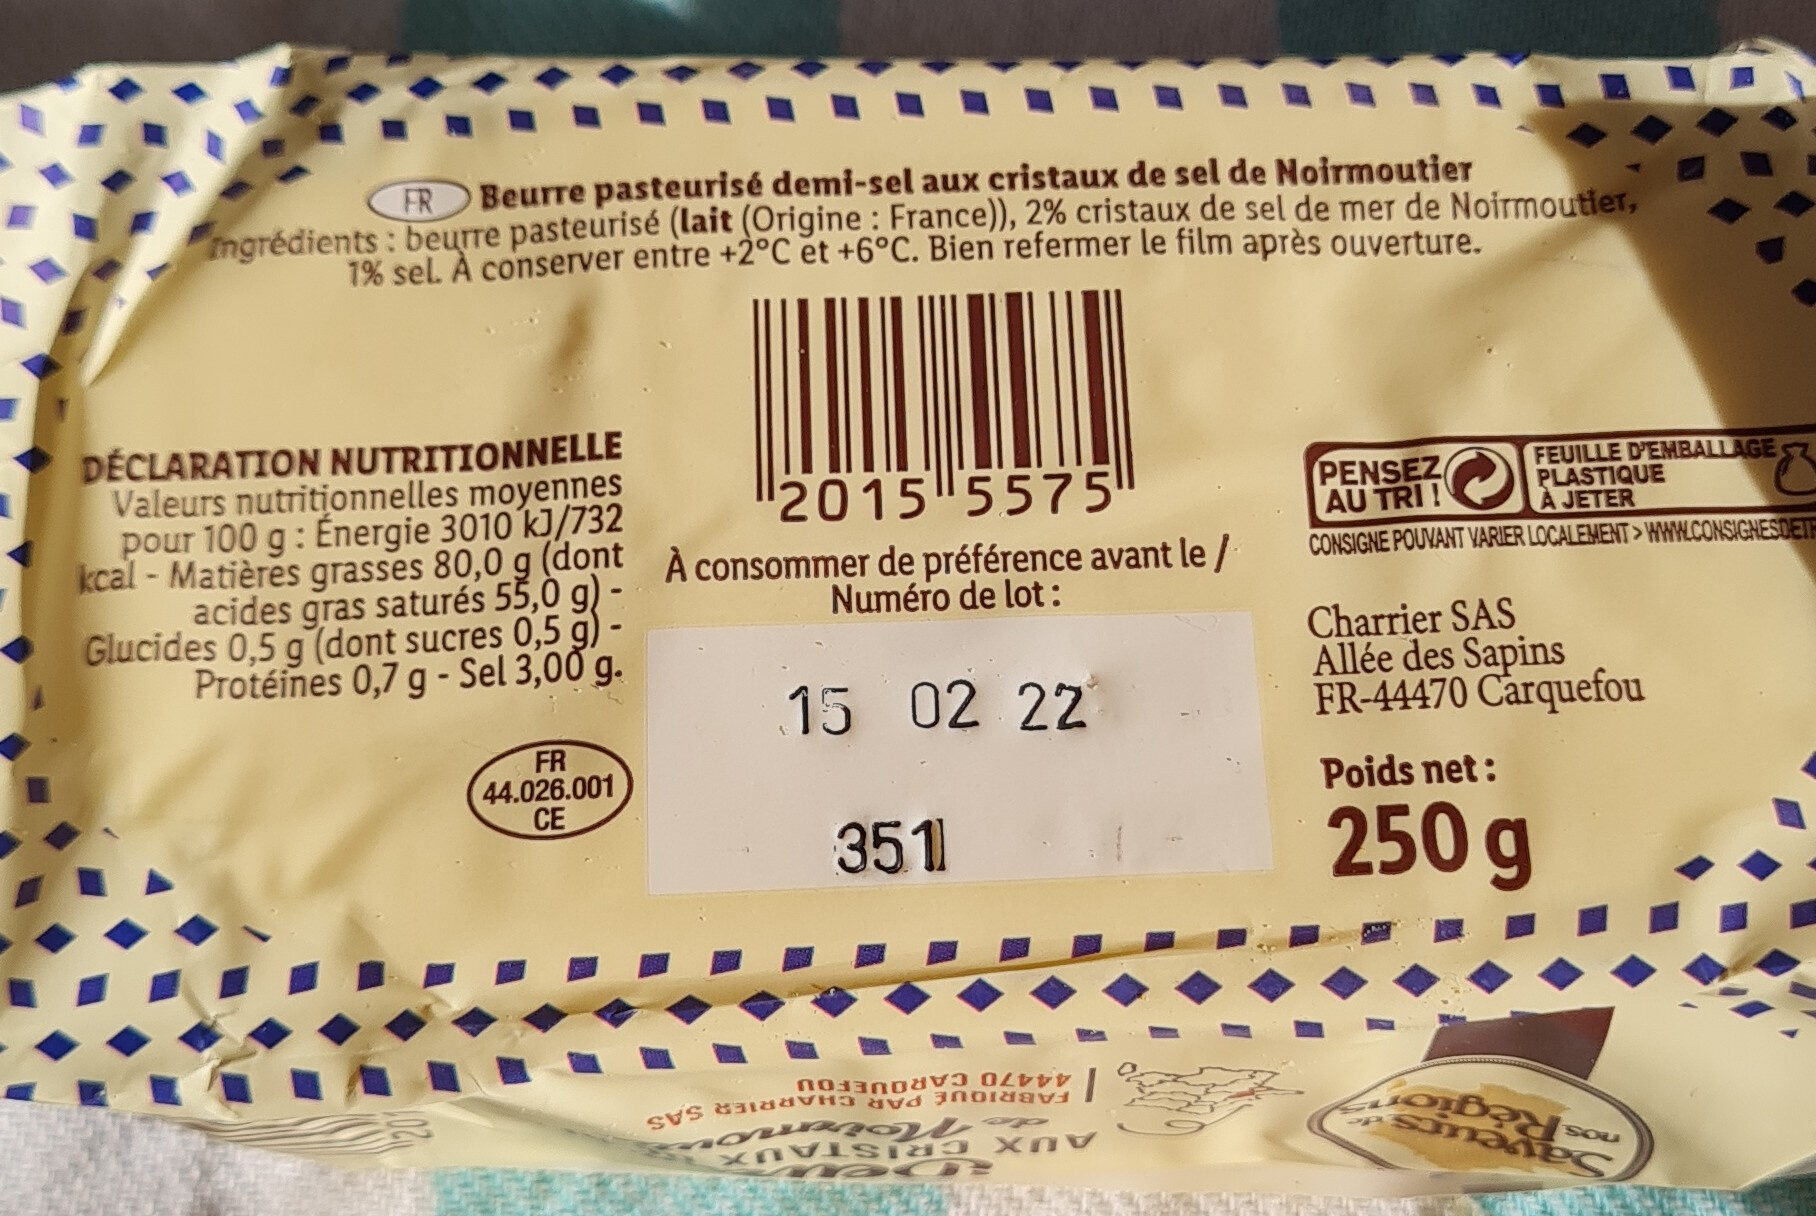 FR Beurre pasteurisé demi-sel aux cristaux de sel de Noirmoutier
Ingrédients : beurre pasteurisé (lait (Origine : France)), 2% cristaux de sel de mer de Noirmoutier,
1% sel. À conserver entre +2°C et +6°C. Bien refermer le film après ouverture.
DÉCLARATION NUTRITIONNELLE
Valeurs nutritionnelles moyennes
pour 100 g : Énergie 3010 kJ/732
kcal - Matières grasses 80,0 g (dont
acides gras saturés 55,0 g) -
Glucides 0,5 g (dont sucres 0,5 g) -
Protéines 0,7 g - Sel 3,00 g.
FR
44.026.001
CE
2015 5575
À consommer de préférence avant le /
Numéro de lot :
15 02 22
351
PENSEZ
AU TRI !
FEUILLE D'EMBALLAGE
PLASTIQUE
À JETER
CONSIGNE POUVANT VARIER LOCALEMENT > WWW.CONSIGNESDETRI
Charrier SAS
Allée des Sapins
FR-44470 Carquefou
Poids net :
250 g
Saveurs de
nos Régions
AUX CRISTAUX
de
FABRIQUÉ PAR CHARRIER SAS
44470 CARQUEFOU